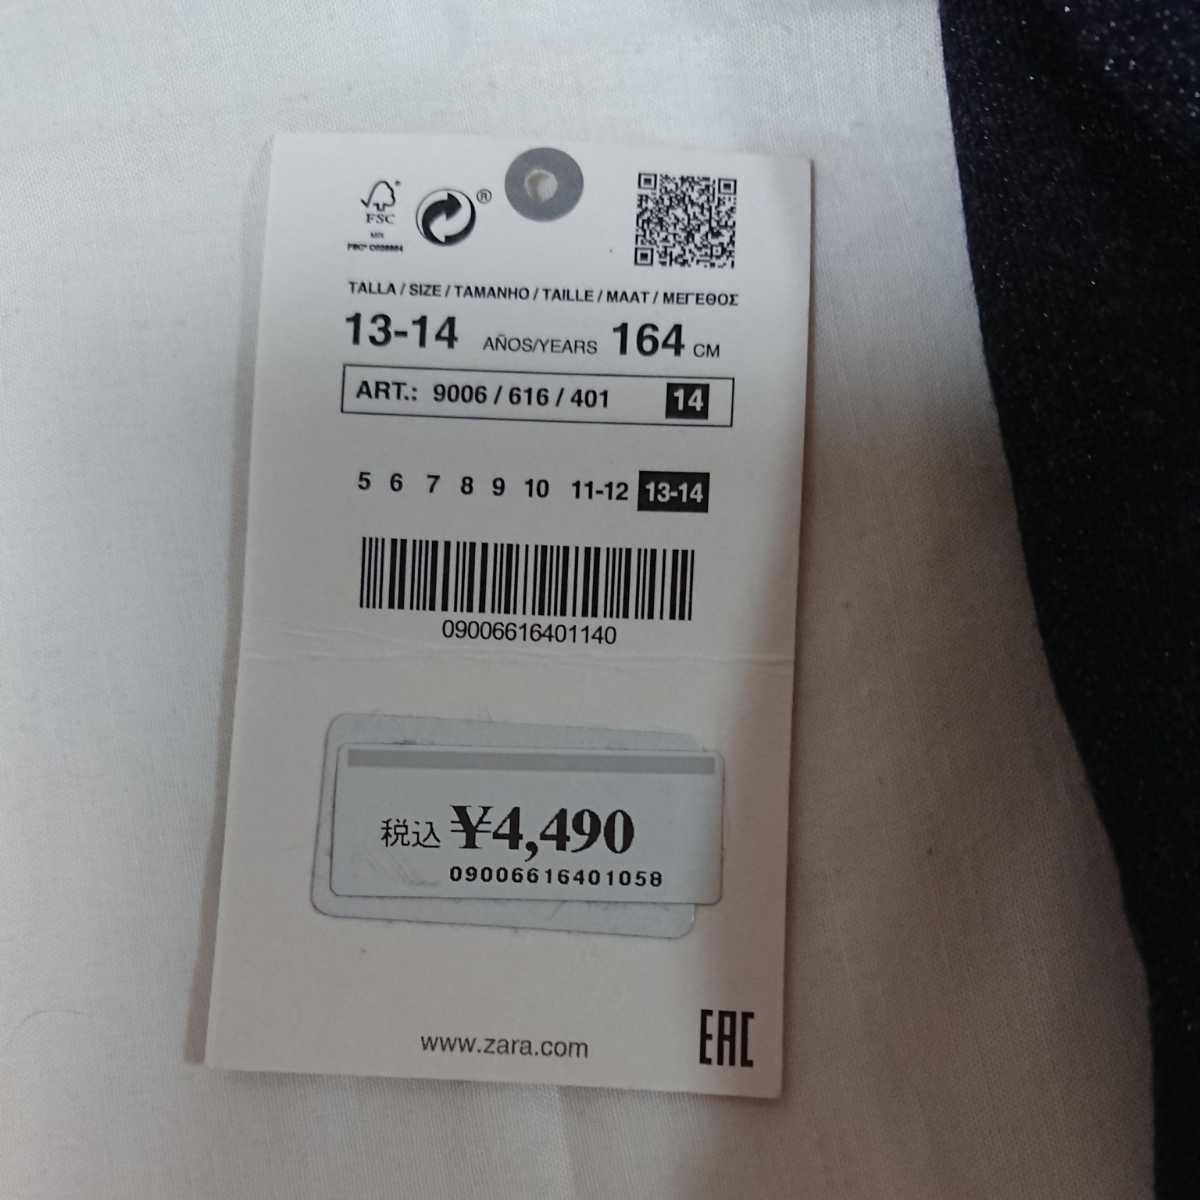 FSC
MIX
®
TALLA / SIZE / TAMANHO / TAILLE / MAAT / ΜΕΓΕΘΟΣ
13-14 AÑOS/YEARS 164 CM
ART.: 9006 / 616 / 401 14
5 6 7 8 9 10 11-12 13-14
09006616401140
税込 ¥4,490
09006616401058
www.zara.com
EAC